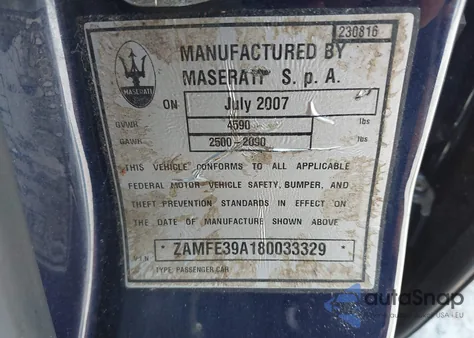 230816
MANUFACTURED BY
MASERATI S.p.A.
MASERATI
ON July 2007
GVWR 4590 lbs
GAWR 2500-2090 lbs
THIS VEHICLE CONFORMS TO ALL APPLICABLE
FEDERAL MOTOR VEHICLE SAFETY, BUMPER, AND
THEFT PREVENTION STANDARDS IN EFFECT ON
THE DATE OF MANUFACTURE SHOWN ABOVE
V.I.N. *ZAMFE39A180033329*
TYPE: PASSENGER CAR
autoSnap